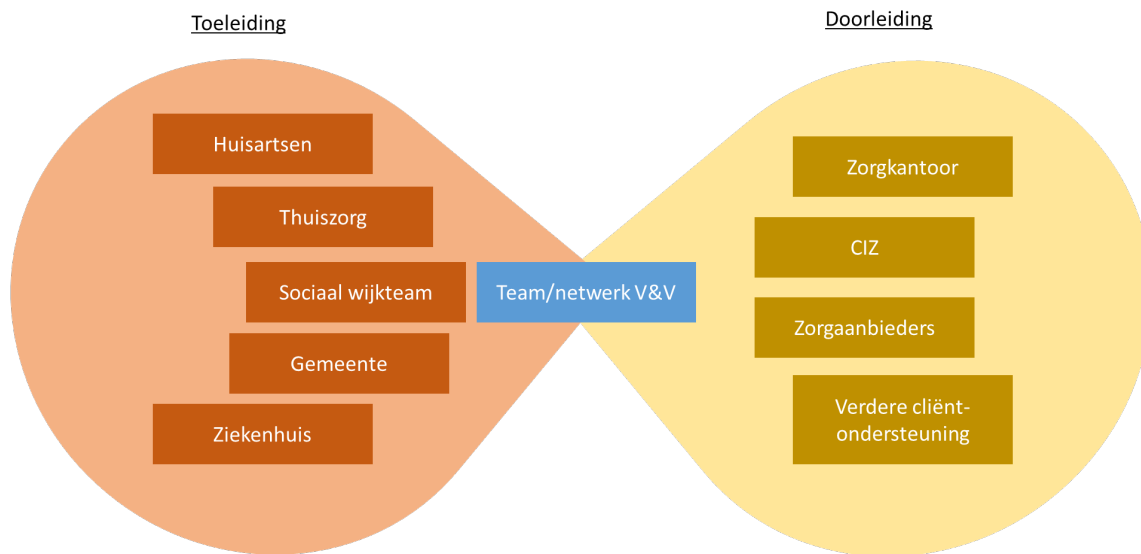 Toeleiding
Doorleiding
Huisartsen
Thuiszorg
Sociaal wijkteam
Gemeente
Ziekenhuis
Team/netwerk V&V
Zorgkantoor
CIZ
Zorgaanbieders
Verdere cliënt-
ondersteuning